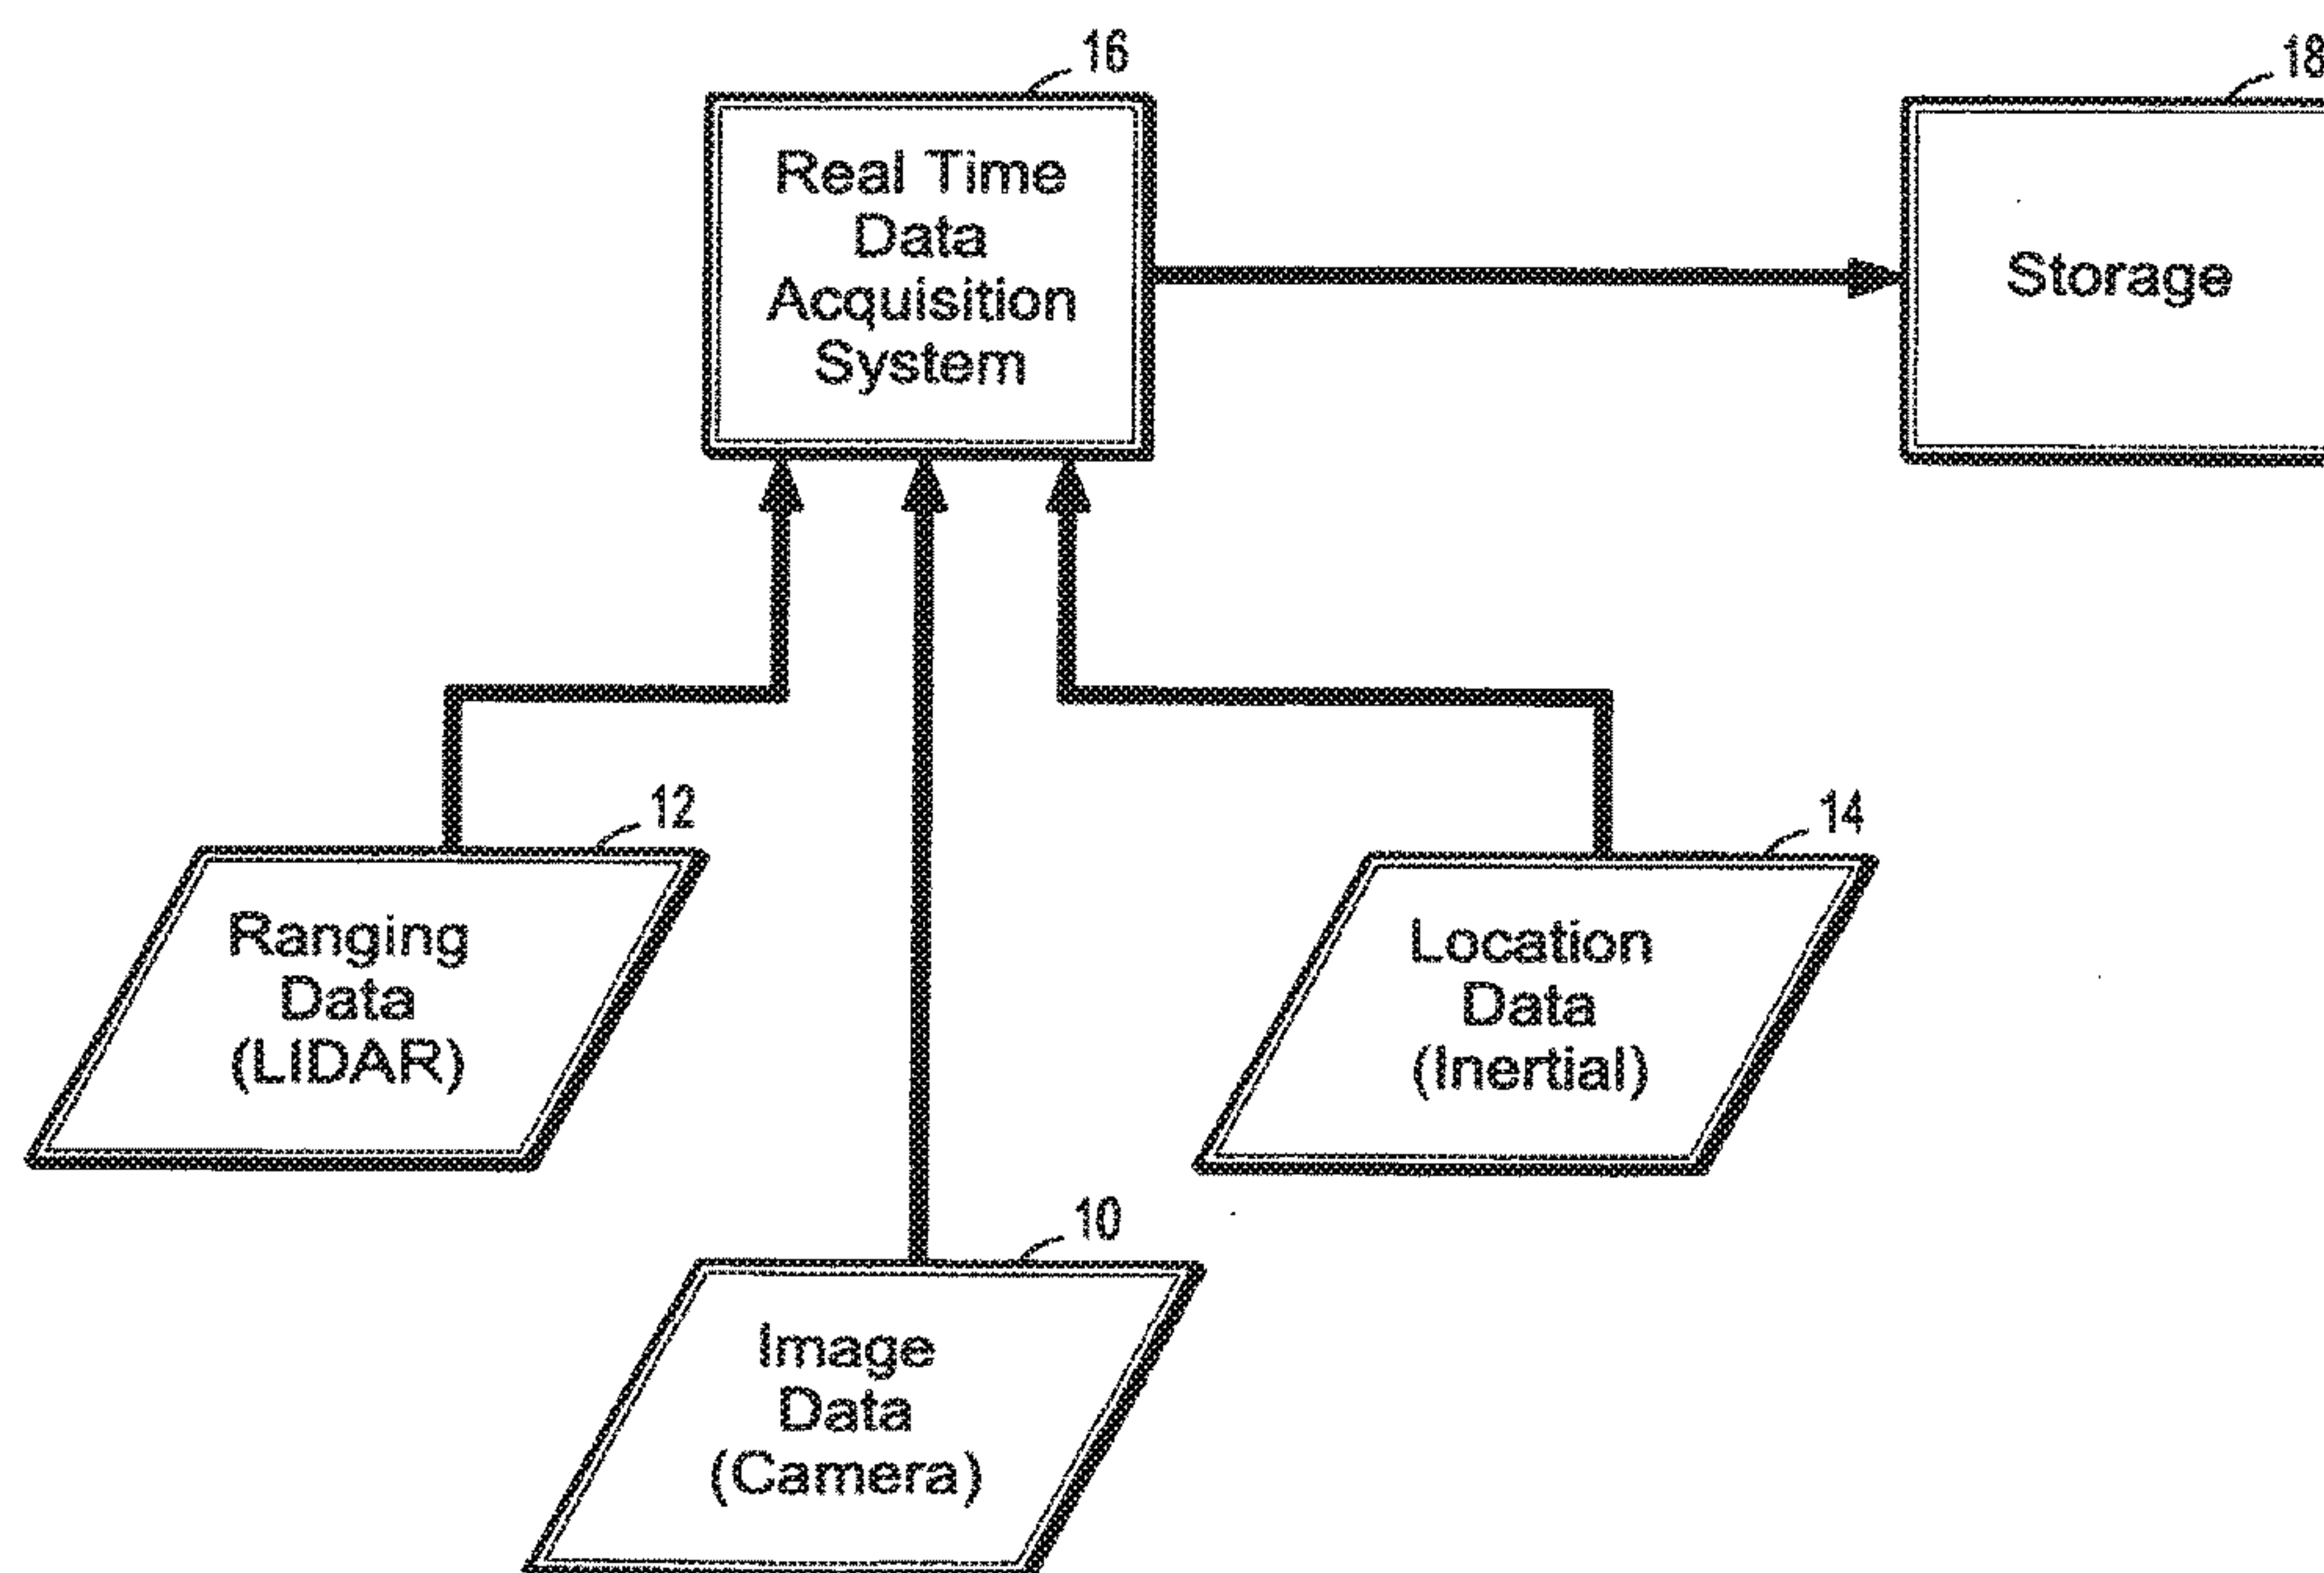 16
Real Time
Data
Acquisition
System
18
Storage
12
Ranging
Data
(LIDAR)
14
Location
Data
(Inertial)
10
Image
Data
(Camera)